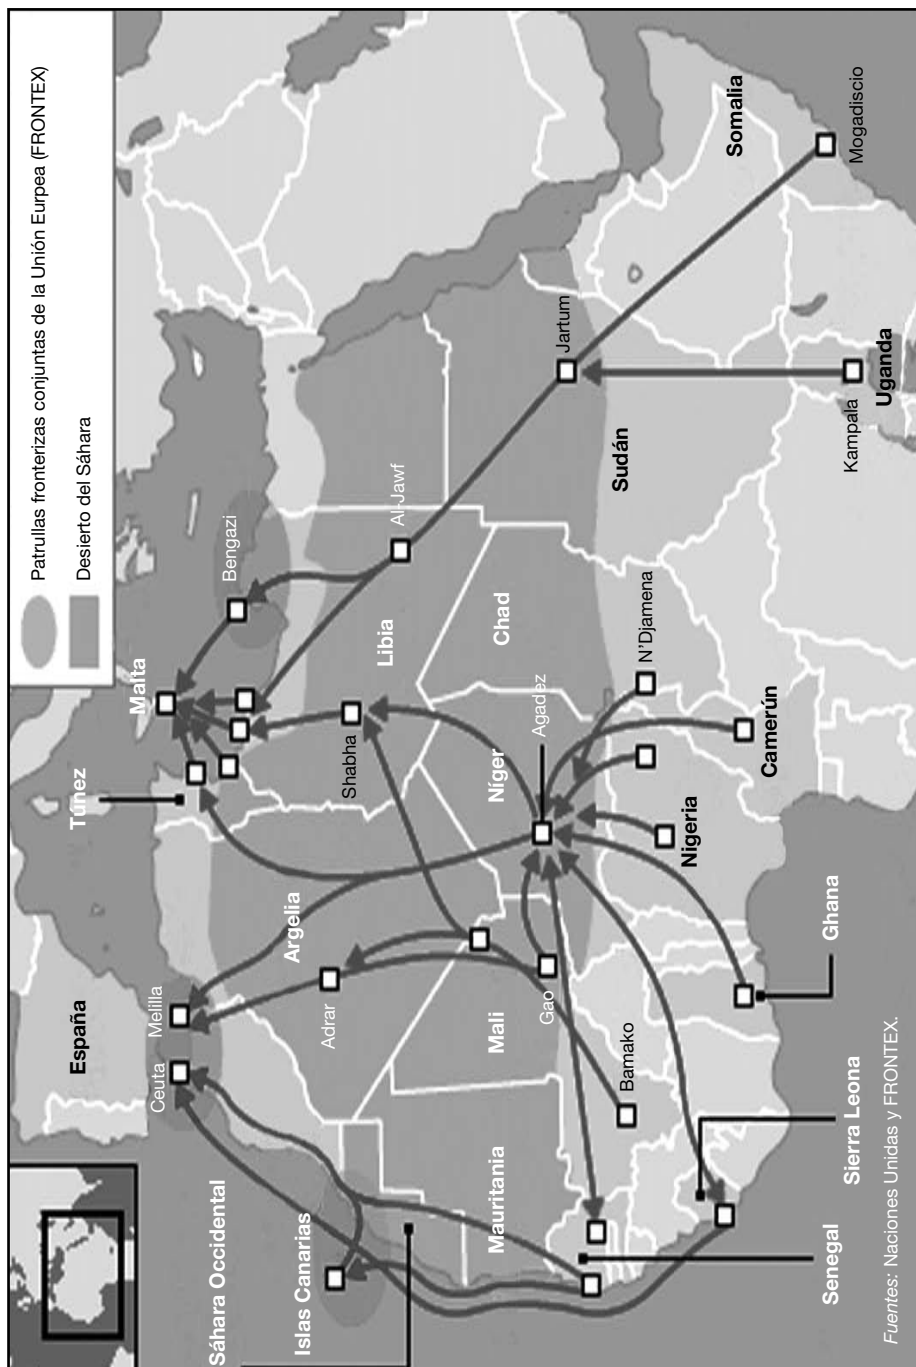 Patrullas fronterizas conjuntas de la Unión Eurpea (FRONTEX)
Desierto del Sáhara
España
Ceuta
Melilla
Túnez
Malta
Bengazi
Sáhara Occidental
Islas Canarias
Argelia
Adrar
Shabha
Libia
Al-Jawf
Mauritania
Mali
Gao
Níger
Agadez
Chad
Jartum
Sudán
Bamako
Nigeria
N’Djamena
Camerún
Somalia
Mogadiscio
Kampala
Uganda
Senegal
Sierra Leona
Ghana
Fuentes: Naciones Unidas y FRONTEX.